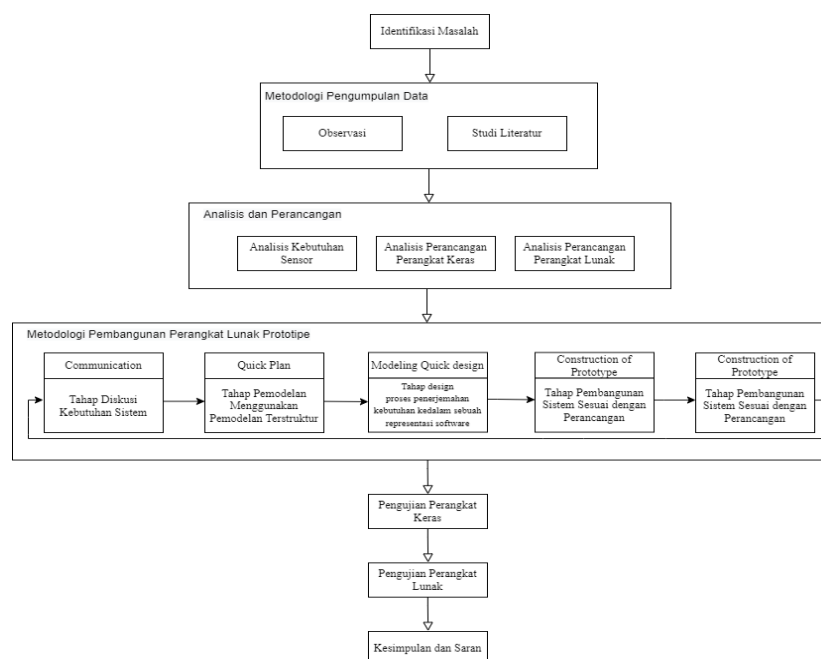 Identifikasi Masalah
Metodologi Pengumpulan Data
Observasi
Studi Literatur
Analisis dan Perancangan
Analisis Kebutuhan
Sensor
Analisis Perancangan
Perangkat Keras
Analisis Perancangan
Perangkat Lunak
Metodologi Pembangunan Perangkat Lunak Prototipe
Communication
Tahap Diskusi
Kebutuhan Sistem
Quick Plan
Tahap Pemodelan
Menggunakan
Pemodelan Terstruktur
Modeling Quick design
Tahap design
proses penerjemahan
kebutuhan kedalam sebuah
representasi software
Construction of
Prototype
Tahap Pembangunan
Sistem Sesuai dengan
Perancangan
Construction of
Prototype
Tahap Pembangunan
Sistem Sesuai dengan
Perancangan
Pengujian Perangkat
Keras
Pengujian Perangkat
Lunak
Kesimpulan dan Saran